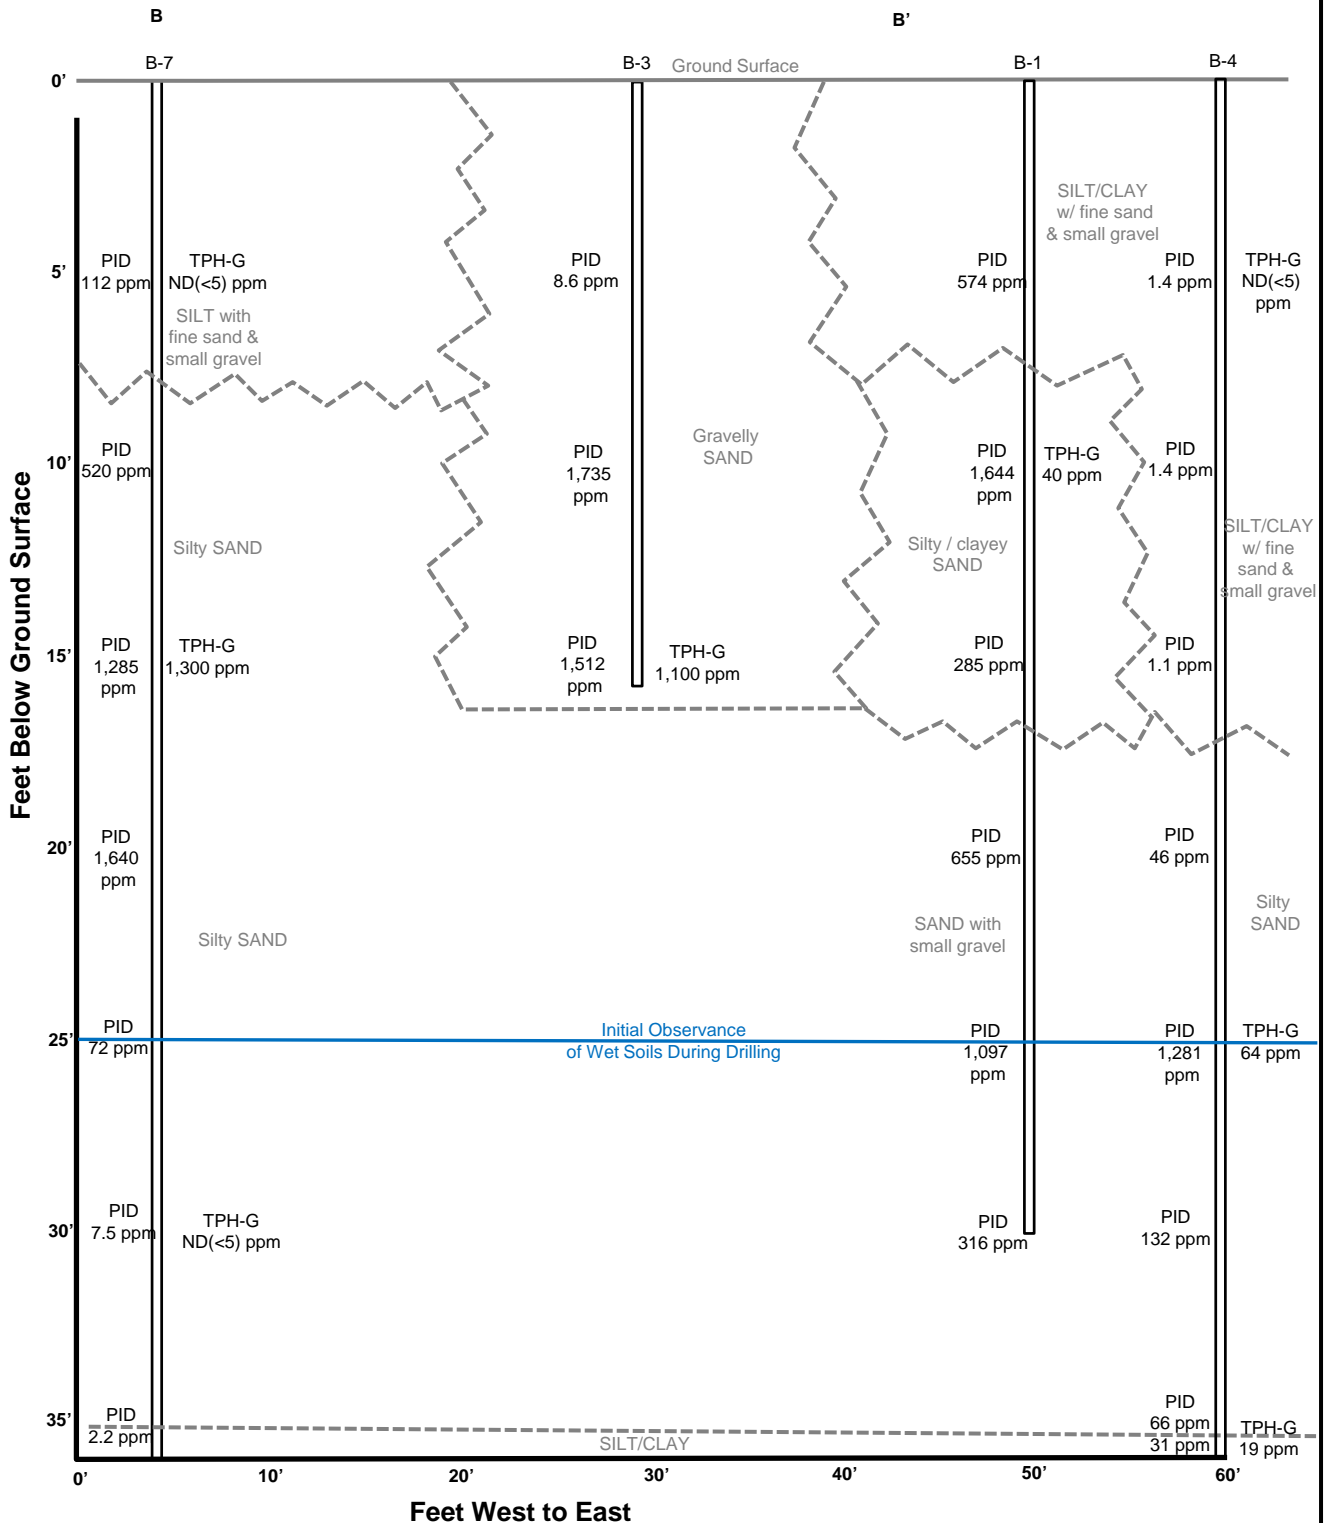 B
B’
B-7
B-3
Ground Surface
B-1
B-4
0’
SILT/CLAY
w/ fine sand
& small gravel
5’
PID
112 ppm
TPH-G
ND(<5) ppm
PID
8.6 ppm
PID
574 ppm
PID
1.4 ppm
TPH-G
ND(<5)
ppm
SILT with
fine sand &
small gravel
10’
PID
520 ppm
PID
1,735
ppm
Gravelly
SAND
PID
1,644
ppm
TPH-G
40 ppm
PID
1.4 ppm
Silty SAND
Silty / clayey
SAND
SILT/CLAY
w/ fine
sand &
small gravel
15’
PID
1,285
ppm
TPH-G
1,300 ppm
PID
1,512
ppm
TPH-G
1,100 ppm
PID
285 ppm
PID
1.1 ppm
20’
PID
1,640
ppm
PID
655 ppm
PID
46 ppm
Silty SAND
SAND with
small gravel
Silty
SAND
25’
PID
72 ppm
Initial Observance
of Wet Soils During Drilling
PID
1,097
ppm
PID
1,281
ppm
TPH-G
64 ppm
30’
PID
7.5 ppm
TPH-G
ND(<5) ppm
PID
316 ppm
PID
132 ppm
35’
PID
2.2 ppm
SILT/CLAY
PID
66 ppm
31 ppm
TPH-G
19 ppm
0’
10’
20’
30’
40’
50’
60’
Feet West to East
Feet Below Ground Surface